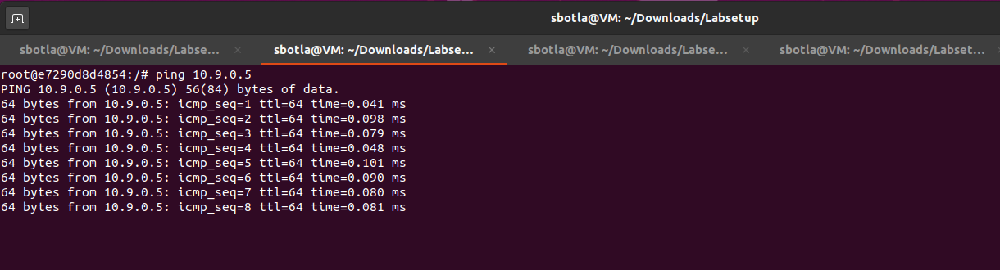 sbotla@VM: ~/Downloads/Labsetup
sbotla@VM: ~/Downloads/Labse... × sbotla@VM: ~/Downloads/Labse... × sbotla@VM: ~/Downloads/Labse... × sbotla@VM: ~/Downloads/Labset...
root@e7290d8d4854:/# ping 10.9.0.5
PING 10.9.0.5 (10.9.0.5) 56(84) bytes of data.
64 bytes from 10.9.0.5: icmp_seq=1 ttl=64 time=0.041 ms
64 bytes from 10.9.0.5: icmp_seq=2 ttl=64 time=0.098 ms
64 bytes from 10.9.0.5: icmp_seq=3 ttl=64 time=0.079 ms
64 bytes from 10.9.0.5: icmp_seq=4 ttl=64 time=0.048 ms
64 bytes from 10.9.0.5: icmp_seq=5 ttl=64 time=0.101 ms
64 bytes from 10.9.0.5: icmp_seq=6 ttl=64 time=0.090 ms
64 bytes from 10.9.0.5: icmp_seq=7 ttl=64 time=0.080 ms
64 bytes from 10.9.0.5: icmp_seq=8 ttl=64 time=0.081 ms